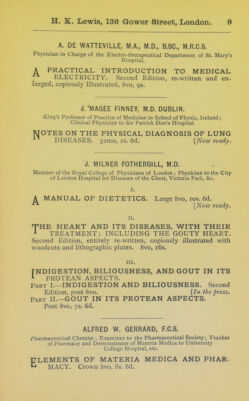 H. K. Lewis, 136 Gower Street, London. 9
A. DE WATTEVILLE, M.A., M.D., B.SC., M.R.C.S.
Physician in Charge of the Electro-therapeutical Department of St. Mary's
Hospital.
A PRACTICAL INTRODUCTION TO MEDICAL
ELECTRICITY. Second Edition, re-written and en-
larged, copiously Illustrated, 8vo, 9s.
J. MAGEE FINNEY, M.D. DUBLIN.
King's Professor of Practice of Medicine in School of Physic, Ireland;
Clinical Physician to Sir Patrick Dun's Hospital.
NOTES ON THE PHYSICAL DIAGNOSIS OF LUNG
DISEASES. 32mo, 1s. 6d. [Now ready.
J. MILNER FOTHERGILL, M.D.
Member of the Royal College of Physicians of London; Physician to the City
of London Hospital for Diseases of the Chest, Victoria Park, &c.
I.
A MANUAL OF DIETETICS. Large 8vo, 10s. 6d.
[Now ready.
II.
THE HEART AND ITS DISEASES, WITH THEIR
TREATMENT; INCLUDING THE GOUTY HEART.
Second Edition, entirely re-written, copiously illustrated with
woodcuts and lithographic plates. 8vo, 16s.
III.
INDIGESTION, BILIOUSNESS, AND GOUT IN ITS
PROTEAN ASPECTS.
PART I.—INDIGESTION AND BILIOUSNESS. Second
Edition, post 8vo. [In the press.
PART II.—GOUT IN ITS PROTEAN ASPECTS.
Post 8vo, 7s. 6d.
ALFRED W. GERRARD, F.C.S.
Pharmaceutical Chemist; Examiner to the Pharmaceutical Society; Teacher
of Pharmacy and Demonstrator of Materia Medica to University
College Hospital, etc.
ELEMENTS OF MATERIA MEDICA AND PHAR-
MACY. Crown 8vo, 8s. 6d.